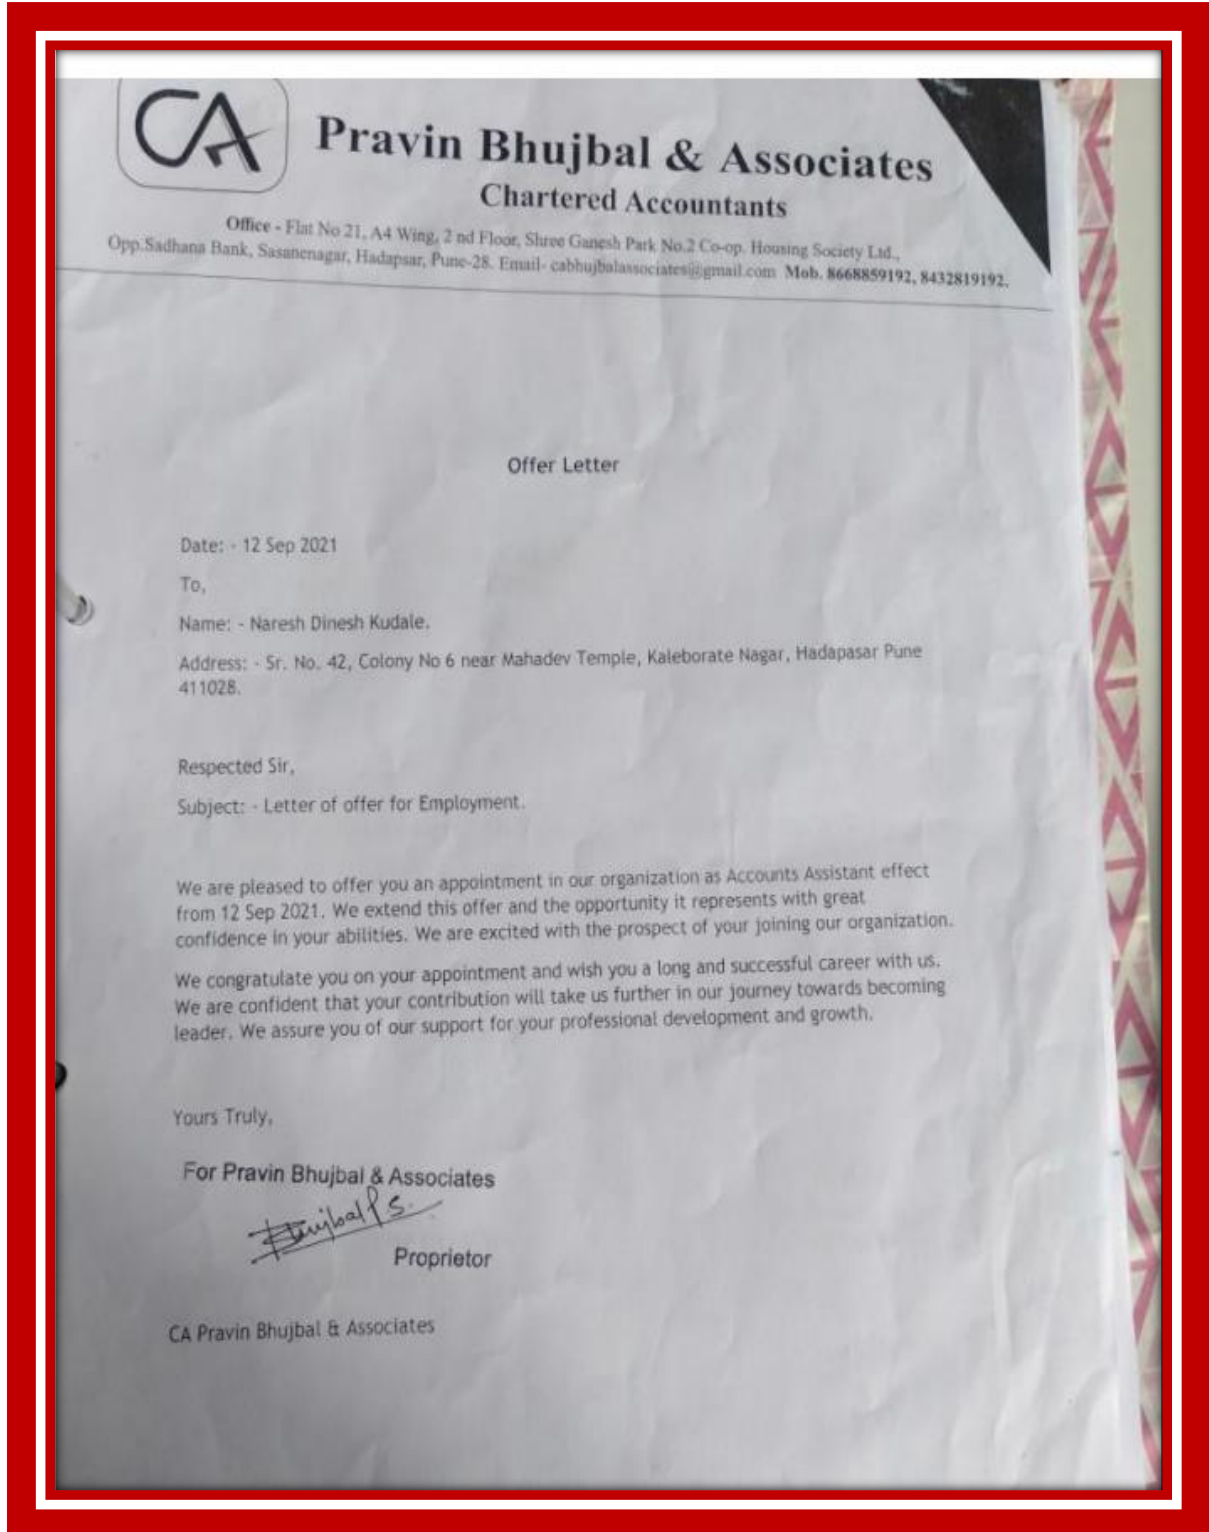 CA
Pravin Bhujbal & Associates
Chartered Accountants
Office - Flat No 21, A4 Wing, 2 nd Floor, Shree Ganesh Park No.2 Co-op. Housing Society Ltd.,
Opp.Sadhana Bank, Sasanenagar, Hadapsar, Pune-28. Email- cabhujbalassociates@gmail.com Mob. 8668859192, 8432819192.
Offer Letter
Date: - 12 Sep 2021
To,
Name: - Naresh Dinesh Kudale.
Address: - Sr. No. 42, Colony No 6 near Mahadev Temple, Kaleborate Nagar, Hadapasar Pune
411028.
Respected Sir,
Subject: - Letter of offer for Employment.
We are pleased to offer you an appointment in our organization as Accounts Assistant effect
from 12 Sep 2021. We extend this offer and the opportunity it represents with great
confidence in your abilities. We are excited with the prospect of your joining our organization.
We congratulate you on your appointment and wish you a long and successful career with us.
We are confident that your contribution will take us further in our journey towards becoming
leader. We assure you of our support for your professional development and growth.
Yours Truly,
For Pravin Bhujbal & Associates
Bhujbal P S.
Proprietor
CA Pravin Bhujbal & Associates